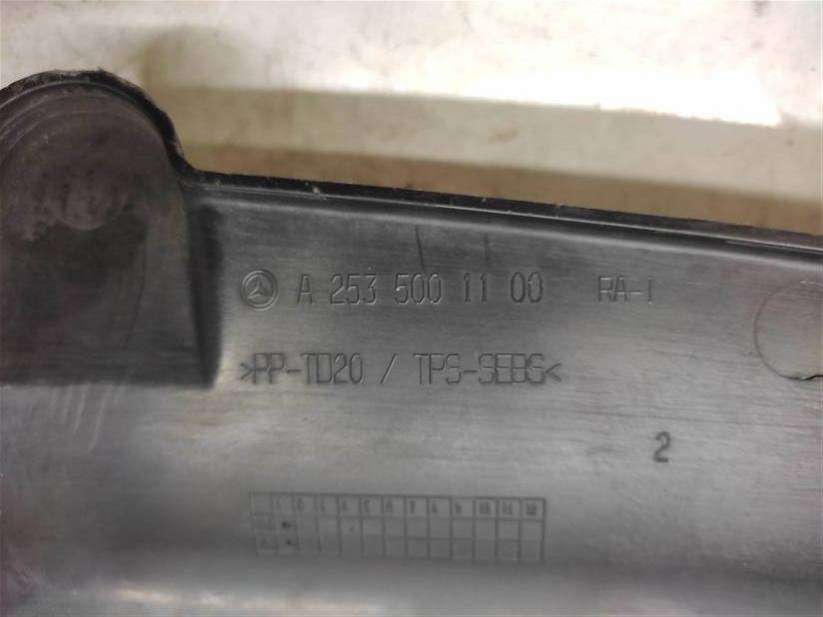 A 253 500 11 00 RA-1
>PP-TD20 / TPS-SEBS<
2